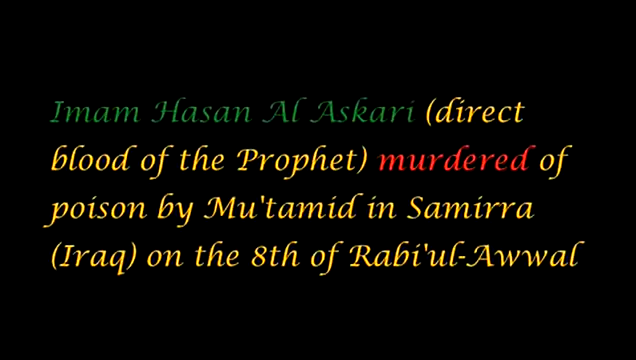 Imam Hasan Al Askari (direct
blood of the Prophet) murdered of
poison by Mu'tamid in Samirra
(Iraq) on the 8th of Rabi'ul-Awwal